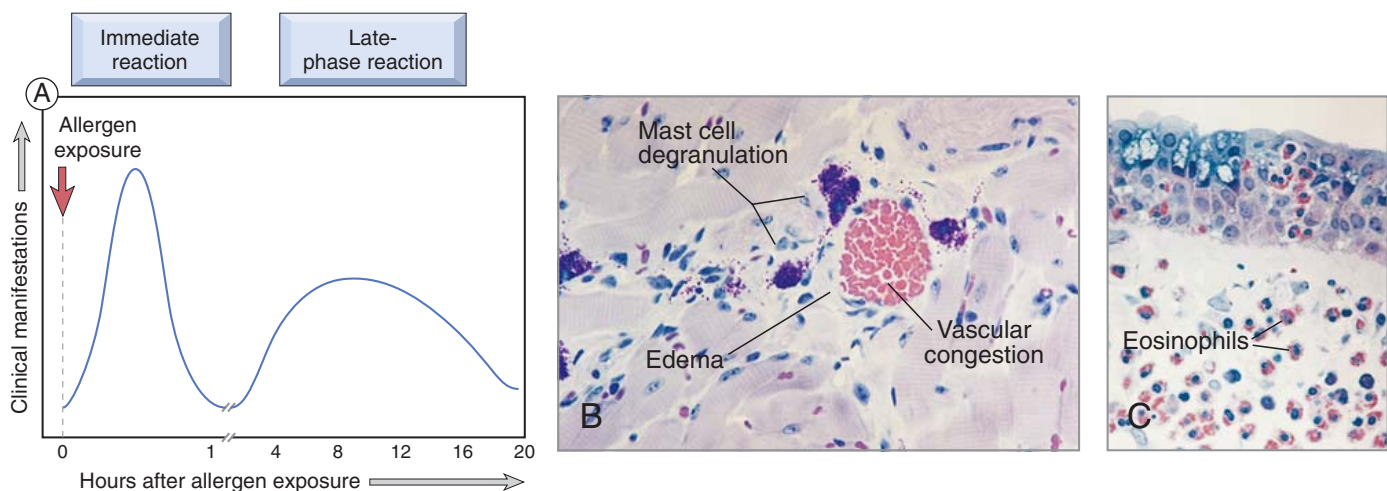 Immediate
reaction
Late-
phase reaction
A
Allergen
exposure
Clinical manifestations
0
1
4
8
12
16
20
Hours after allergen exposure
Mast cell
degranulation
Edema
Vascular
congestion
B
Eosinophils
C